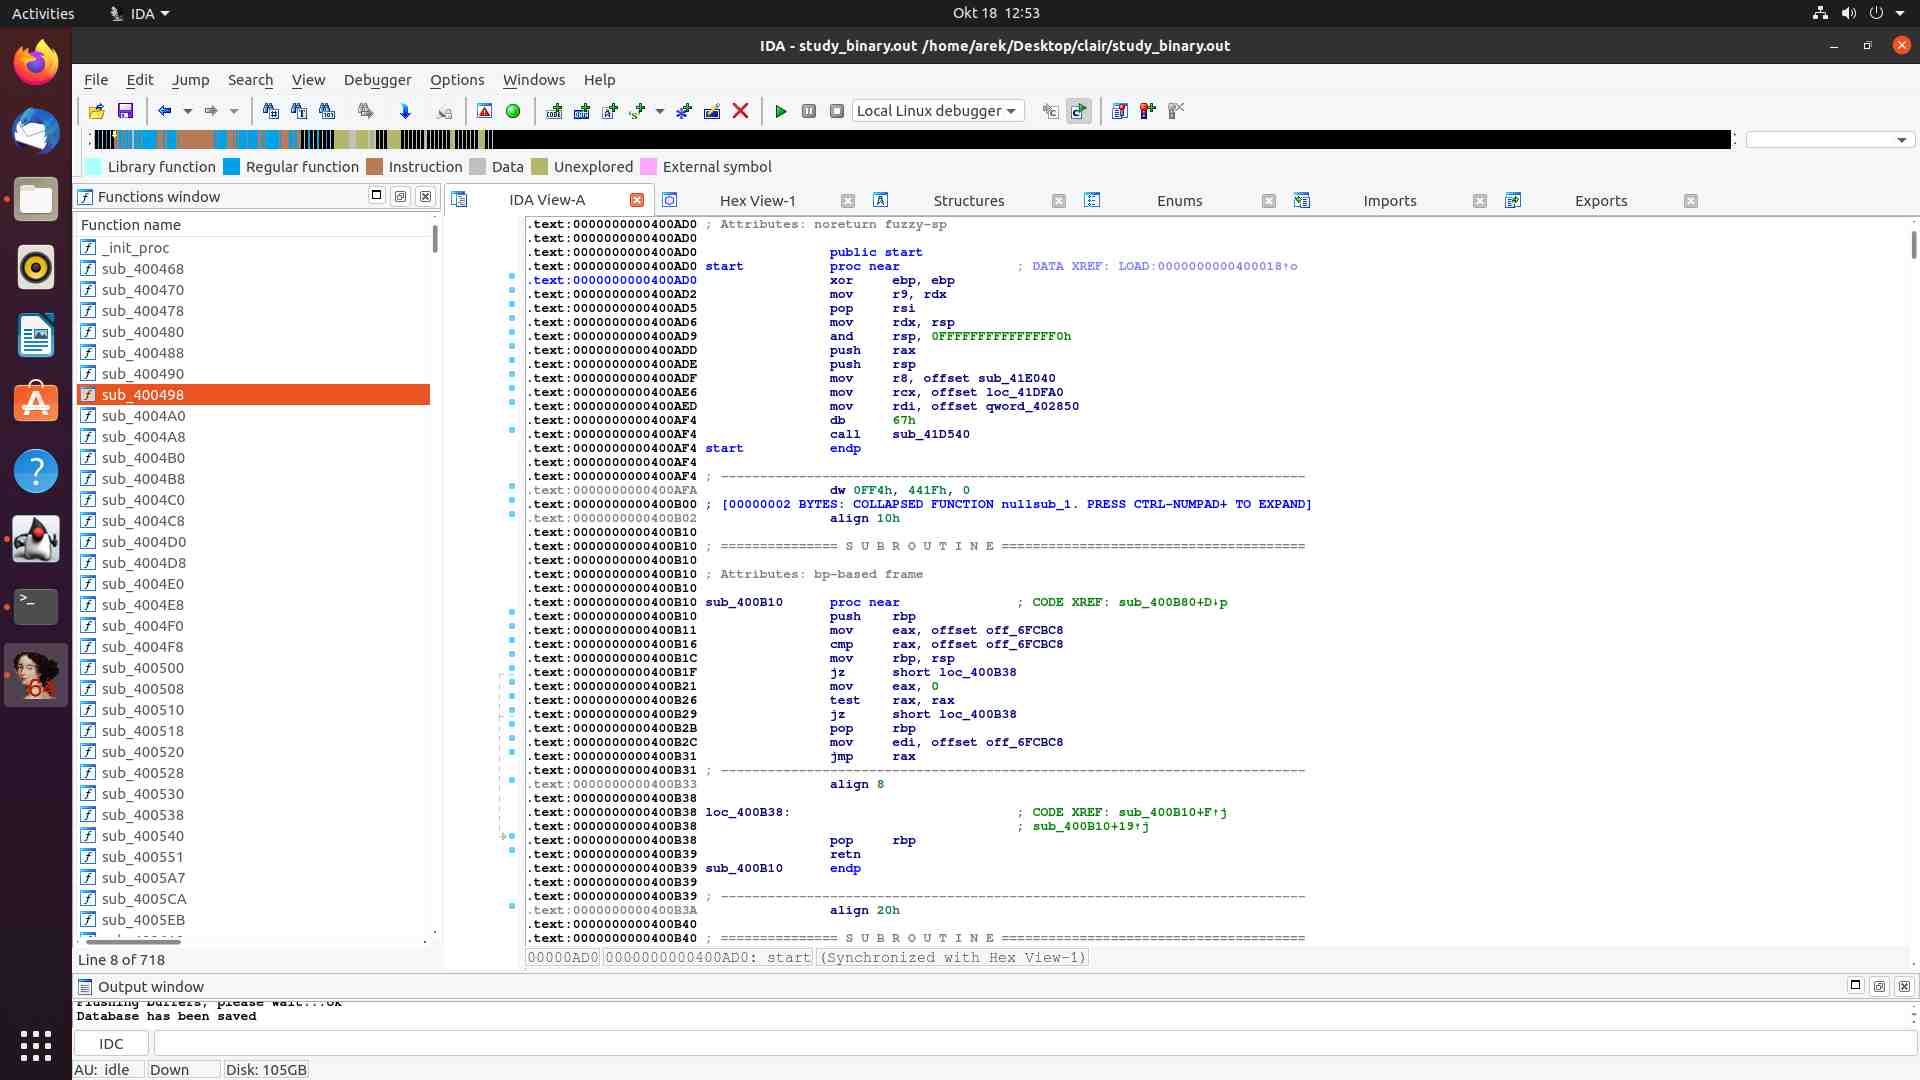 Activities
IDA
Okt 18 12:53
IDA - study_binary.out /home/arek/Desktop/clair/study_binary.out
File Edit Jump Search View Debugger Options Windows Help
Local Linux debugger
Library function Regular function Instruction Data Unexplored External symbol
Functions window
Function name
_init_proc
sub_400468
sub_400470
sub_400478
sub_400480
sub_400488
sub_400490
sub_400498
sub_4004A0
sub_4004A8
sub_4004B0
sub_4004B8
sub_4004C0
sub_4004C8
sub_4004D0
sub_4004D8
sub_4004E0
sub_4004E8
sub_4004F0
sub_4004F8
sub_400500
sub_400508
sub_400510
sub_400518
sub_400520
sub_400528
sub_400530
sub_400538
sub_400540
sub_400551
sub_4005A7
sub_4005CA
sub_4005EB
Line 8 of 718
IDA View-A Hex View-1 Structures Enums Imports Exports
.text:0000000000400AD0 ; Attributes: noreturn fuzzy-sp
.text:0000000000400AD0
.text:0000000000400AD0 public start
.text:0000000000400AD0 start proc near ; DATA XREF: LOAD:0000000000400018↑o
.text:0000000000400AD0 xor ebp, ebp
.text:0000000000400AD2 mov r9, rdx
.text:0000000000400AD5 pop rsi
.text:0000000000400AD6 mov rdx, rsp
.text:0000000000400AD9 and rsp, 0FFFFFFFFFFFFFFF0h
.text:0000000000400ADD push rax
.text:0000000000400ADE push rsp
.text:0000000000400ADF mov r8, offset sub_41E040
.text:0000000000400AE6 mov rcx, offset loc_41DFA0
.text:0000000000400AED mov rdi, offset qword_402850
.text:0000000000400AF4 db 67h
.text:0000000000400AF4 call sub_41D540
.text:0000000000400AF4 start endp
.text:0000000000400AF4
.text:0000000000400AF4 ; ---------------------------------------------------------------------------
.text:0000000000400AFA dw 0FF4h, 441Fh, 0
.text:0000000000400B00 ; [00000002 BYTES: COLLAPSED FUNCTION nullsub_1. PRESS CTRL-NUMPAD+ TO EXPAND]
.text:0000000000400B02 align 10h
.text:0000000000400B10
.text:0000000000400B10 ; =============== S U B R O U T I N E =======================================
.text:0000000000400B10
.text:0000000000400B10 ; Attributes: bp-based frame
.text:0000000000400B10
.text:0000000000400B10 sub_400B10 proc near ; CODE XREF: sub_400B80+D↓p
.text:0000000000400B10 push rbp
.text:0000000000400B11 mov eax, offset off_6FCBC8
.text:0000000000400B16 cmp rax, offset off_6FCBC8
.text:0000000000400B1C mov rbp, rsp
.text:0000000000400B1F jz short loc_400B38
.text:0000000000400B21 mov eax, 0
.text:0000000000400B26 test rax, rax
.text:0000000000400B29 jz short loc_400B38
.text:0000000000400B2B pop rbp
.text:0000000000400B2C mov edi, offset off_6FCBC8
.text:0000000000400B31 jmp rax
.text:0000000000400B31 ; ---------------------------------------------------------------------------
.text:0000000000400B33 align 8
.text:0000000000400B38
.text:0000000000400B38 loc_400B38: ; CODE XREF: sub_400B10+F↑j
.text:0000000000400B38 ; sub_400B10+19↑j
.text:0000000000400B38 pop rbp
.text:0000000000400B39 retn
.text:0000000000400B39 sub_400B10 endp
.text:0000000000400B39
.text:0000000000400B39 ; ---------------------------------------------------------------------------
.text:0000000000400B3A align 20h
.text:0000000000400B40
.text:0000000000400B40 ; =============== S U B R O U T I N E =======================================
00000AD0 0000000000400AD0: start (Synchronized with Hex View-1)
Output window
Flushing buffers, please wait...ok
Database has been saved
IDC
AU: idle Down Disk: 105GB